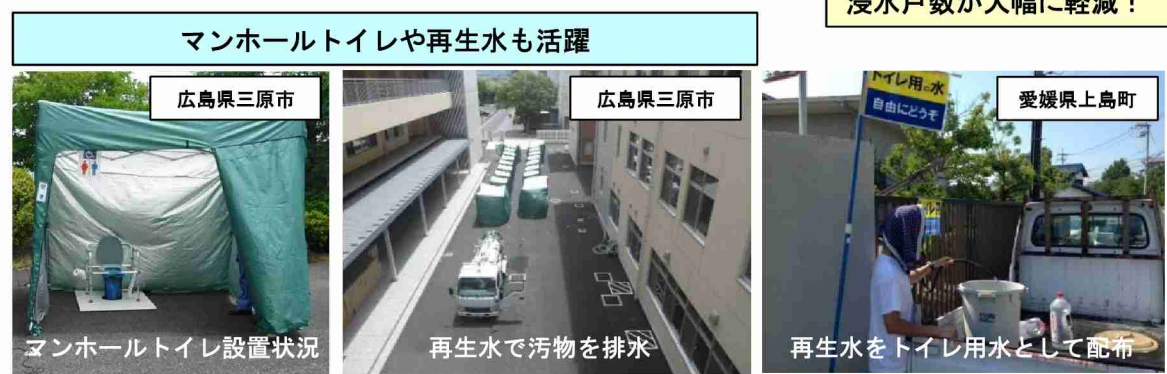 浸水戸数が大幅に軽減！
マンホールトイレや再生水も活躍
広島県三原市
広島県三原市
愛媛県上島町
トイレ用の水
自由にどうぞ
マンホールトイレ設置状況
再生水で汚物を排水
再生水をトイレ用水として配布